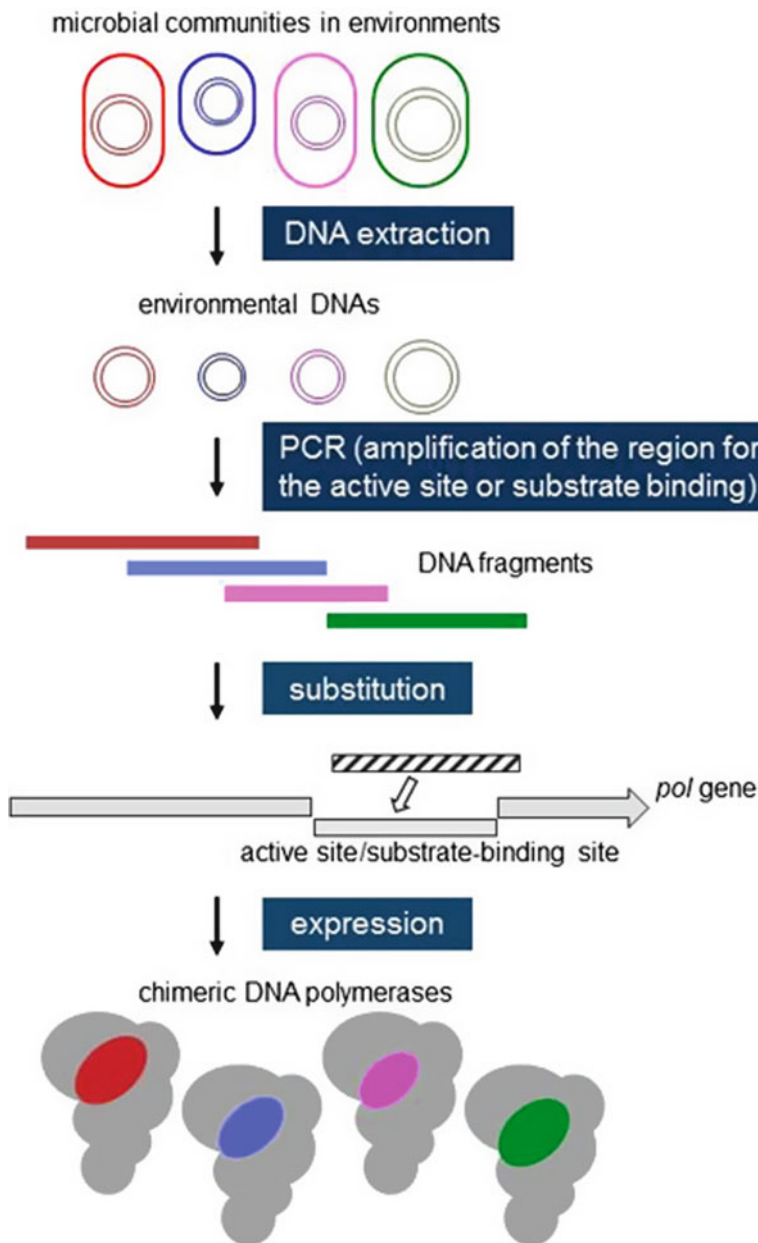 microbial communities in environments
DNA extraction
environmental DNAs
PCR (amplification of the region for
the active site or substrate binding)
DNA fragments
substitution
pol gene
active site/substrate-binding site
expression
chimeric DNA polymerases